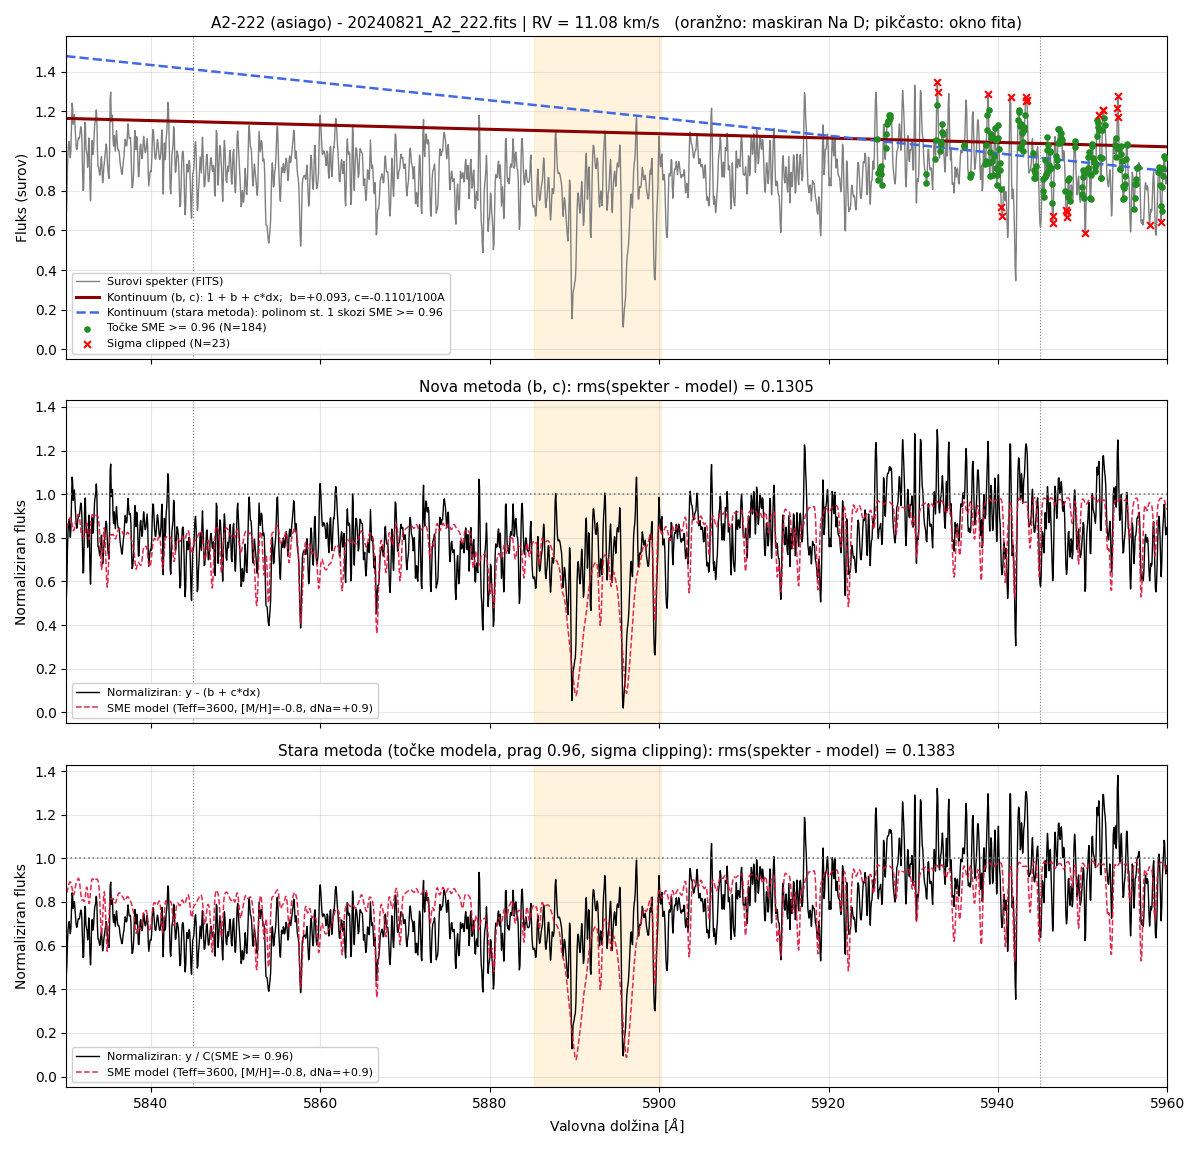 A2-222 (asiago) - 20240821_A2_222.fits | RV = 11.08 km/s   (oranžno: maskiran Na D; pikčasto: okno fita)
1.4
1.2
1.0
0.8
0.6
0.4
0.2
0.0
Fluks (surov)
Surovi spekter (FITS)
Kontinuum (b, c): 1 + b + c*dx;  b=+0.093, c=-0.1101/100A
Kontinuum (stara metoda): polinom st. 1 skozi SME >= 0.96
Točke SME >= 0.96 (N=184)
Sigma clipped (N=23)
Nova metoda (b, c): rms(spekter - model) = 0.1305
1.4
1.2
1.0
0.8
0.6
0.4
0.2
0.0
Normaliziran fluks
Normaliziran: y - (b + c*dx)
SME model (Teff=3600, [M/H]=-0.8, dNa=+0.9)
Stara metoda (točke modela, prag 0.96, sigma clipping): rms(spekter - model) = 0.1383
1.4
1.2
1.0
0.8
0.6
0.4
0.2
0.0
Normaliziran fluks
Normaliziran: y / C(SME >= 0.96)
SME model (Teff=3600, [M/H]=-0.8, dNa=+0.9)
5840 5860 5880 5900 5920 5940 5960
Valovna dolžina [Å]